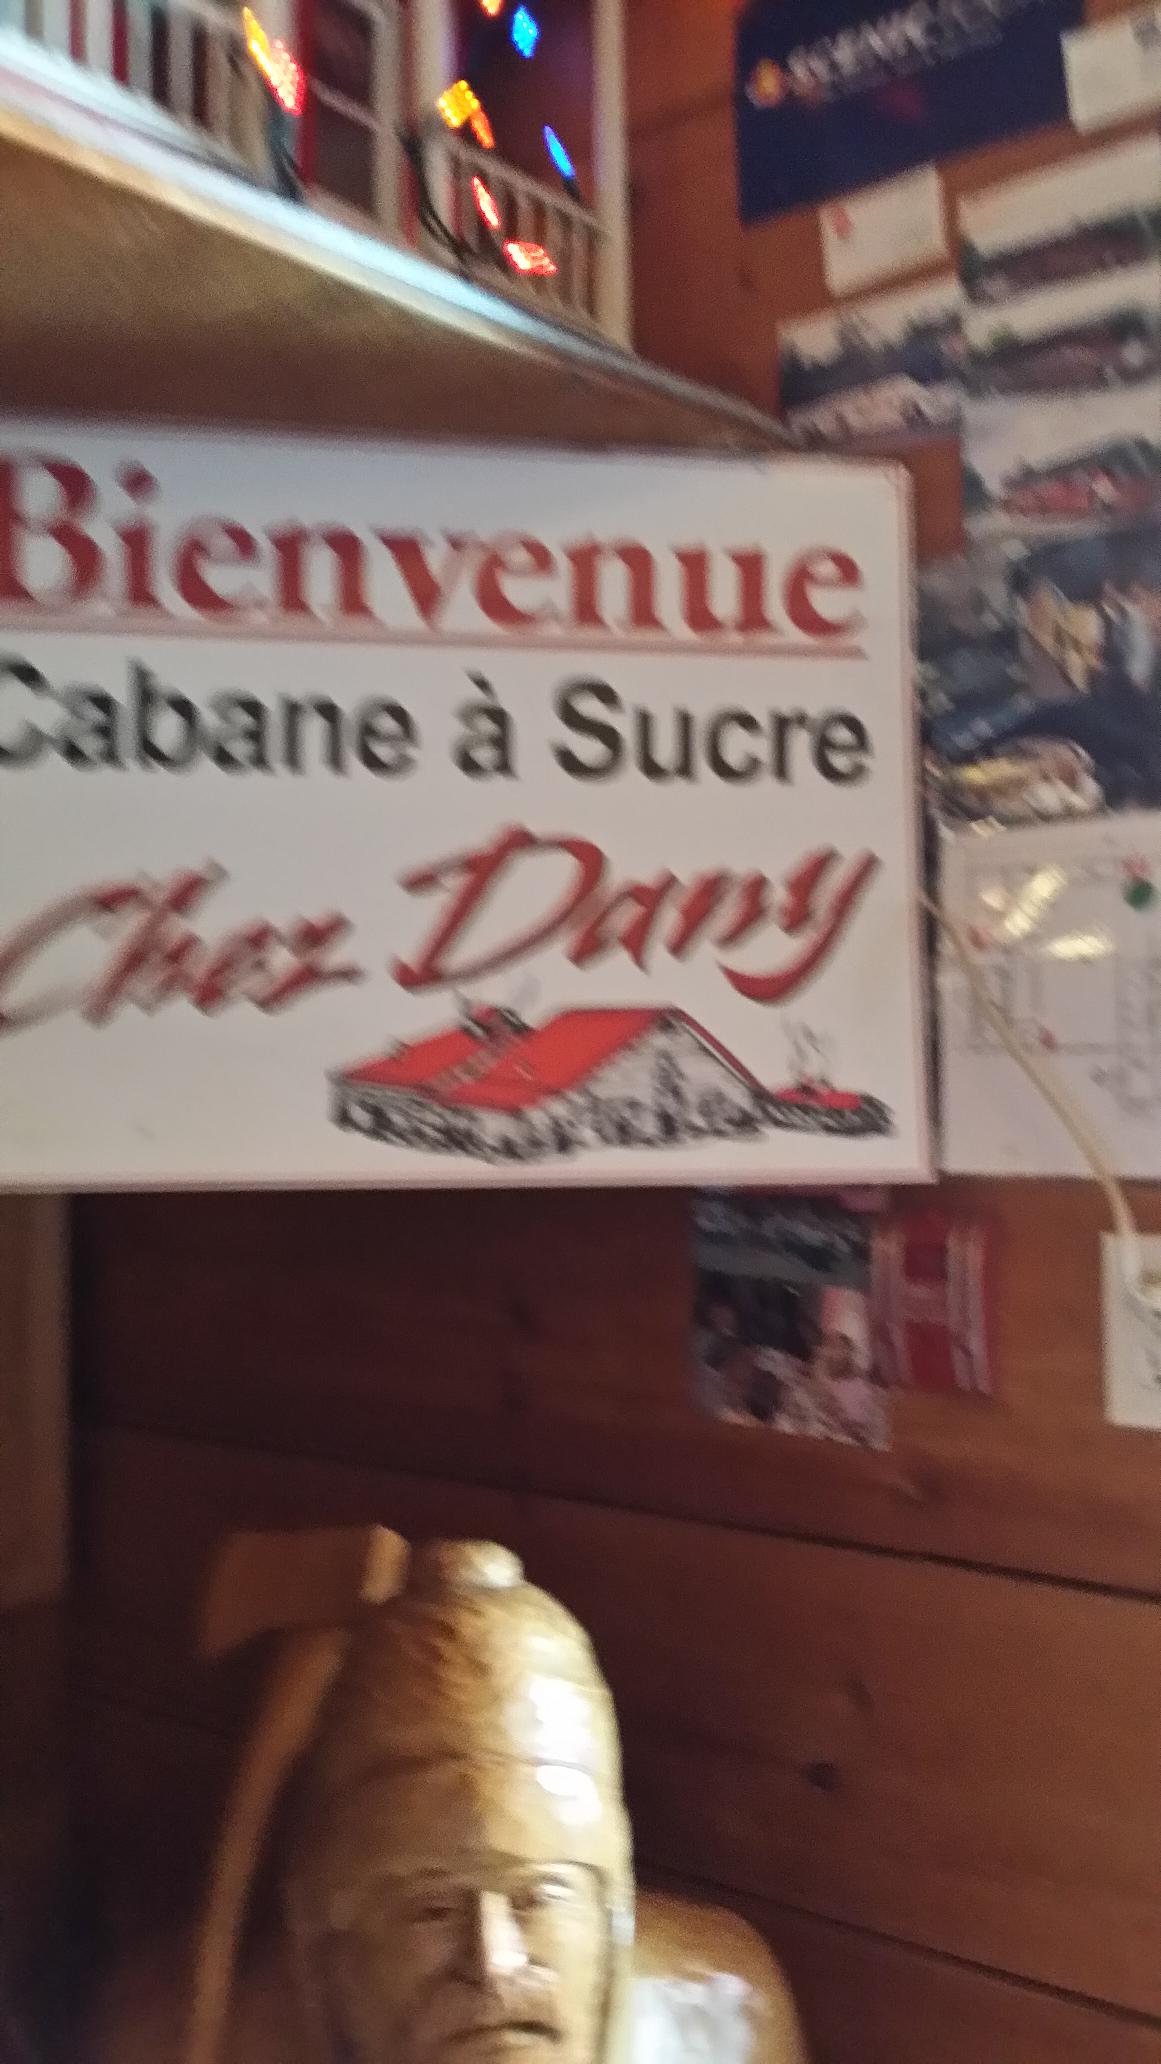 Bienvenue
Cabane à Sucre
Chez Dany